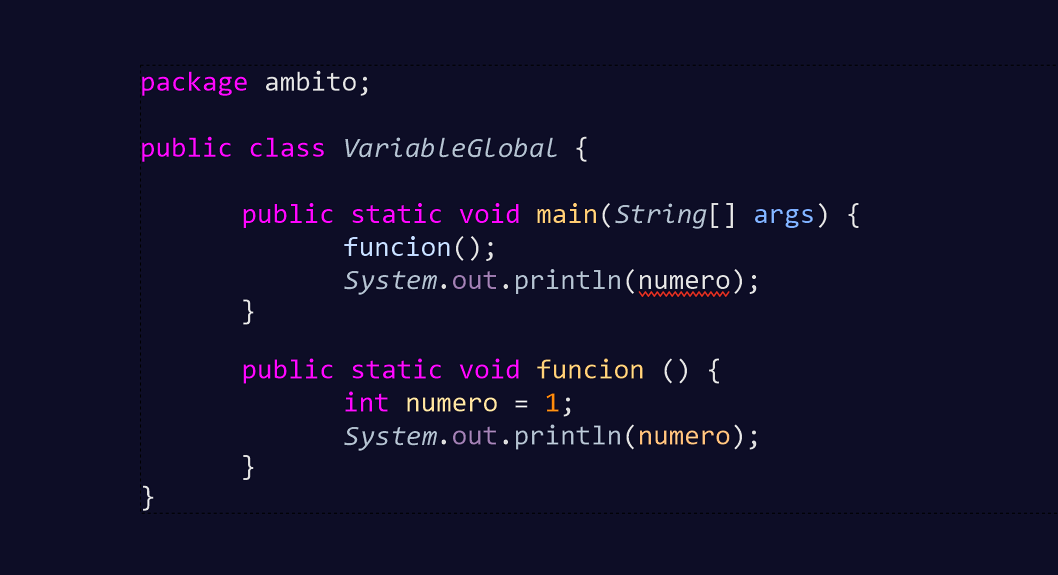 package ambito;
public class VariableGlobal {
public static void main(String[] args) {
funcion();
System.out.println(numero);
}
public static void funcion () {
int numero = 1;
System.out.println(numero);
}
}